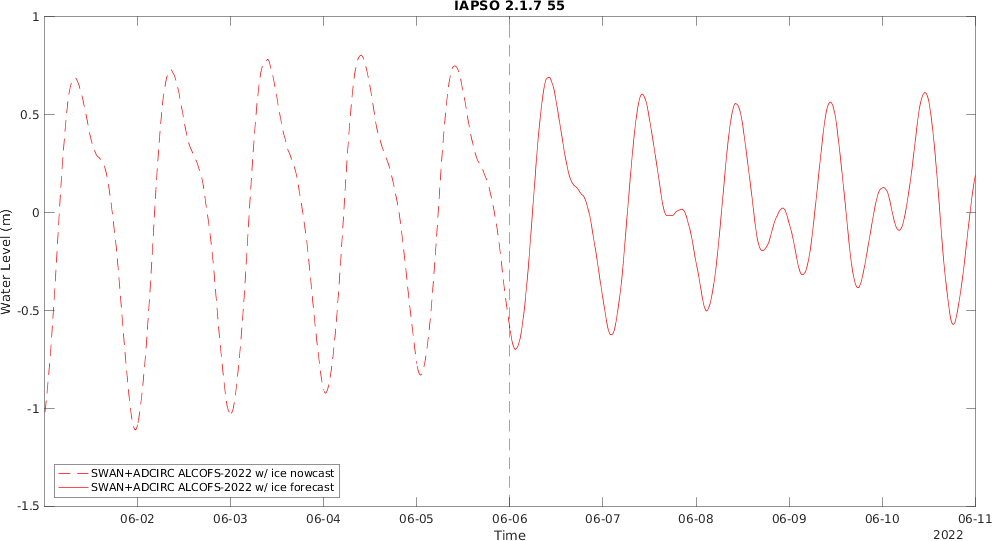 IAPSO 2.1.7 55
1
0.5
0
-0.5
-1
-1.5
Water Level (m)
SWAN+ADCIRC ALCOFS-2022 w/ ice nowcast
SWAN+ADCIRC ALCOFS-2022 w/ ice forecast
06-02 06-03 06-04 06-05 06-06 06-07 06-08 06-09 06-10 06-11
Time
2022